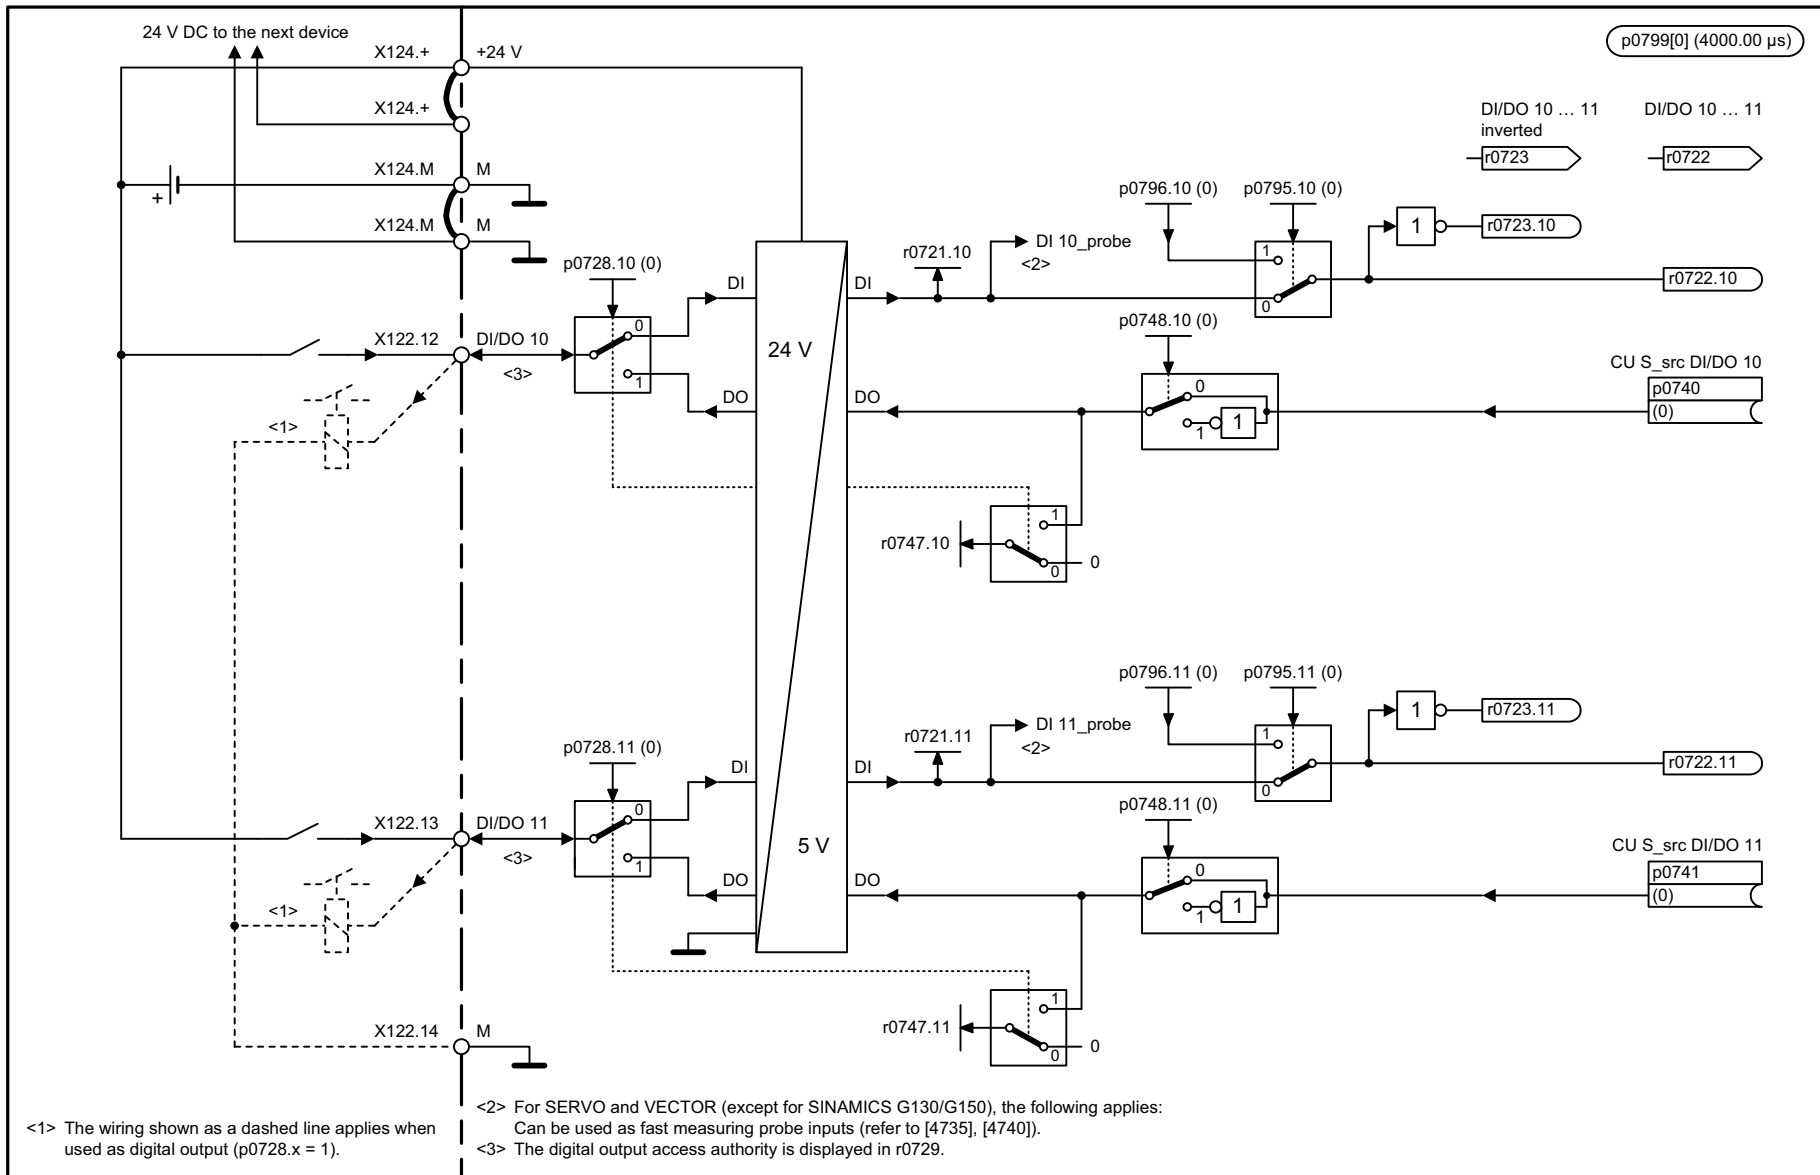 24 V DC to the next device
X124.+
+24 V
p0799[0] (4000.00 µs)
X124.+
DI/DO 10 … 11
inverted
DI/DO 10 … 11
r0723
r0722
X124.M
M
+
X124.M
M
p0796.10 (0)
p0795.10 (0)
r0721.10
DI 10_probe
<2>
1
0
1
r0723.10
r0722.10
p0728.10 (0)
DI
DI
24 V
X122.12
DI/DO 10
<3>
0
1
DO
DO
p0748.10 (0)
0
1
1
CU S_src DI/DO 10
p0740
(0)
<1>
r0747.10
1
0
0
p0796.11 (0)
p0795.11 (0)
r0721.11
DI 11_probe
<2>
1
0
1
r0723.11
r0722.11
p0728.11 (0)
DI
DI
5 V
X122.13
DI/DO 11
<3>
0
1
DO
DO
p0748.11 (0)
0
1
1
CU S_src DI/DO 11
p0741
(0)
<1>
r0747.11
1
0
0
X122.14
M
<1> The wiring shown as a dashed line applies when
used as digital output (p0728.x = 1).
<2> For SERVO and VECTOR (except for SINAMICS G130/G150), the following applies:
Can be used as fast measuring probe inputs (refer to [4735], [4740]).
<3> The digital output access authority is displayed in r0729.